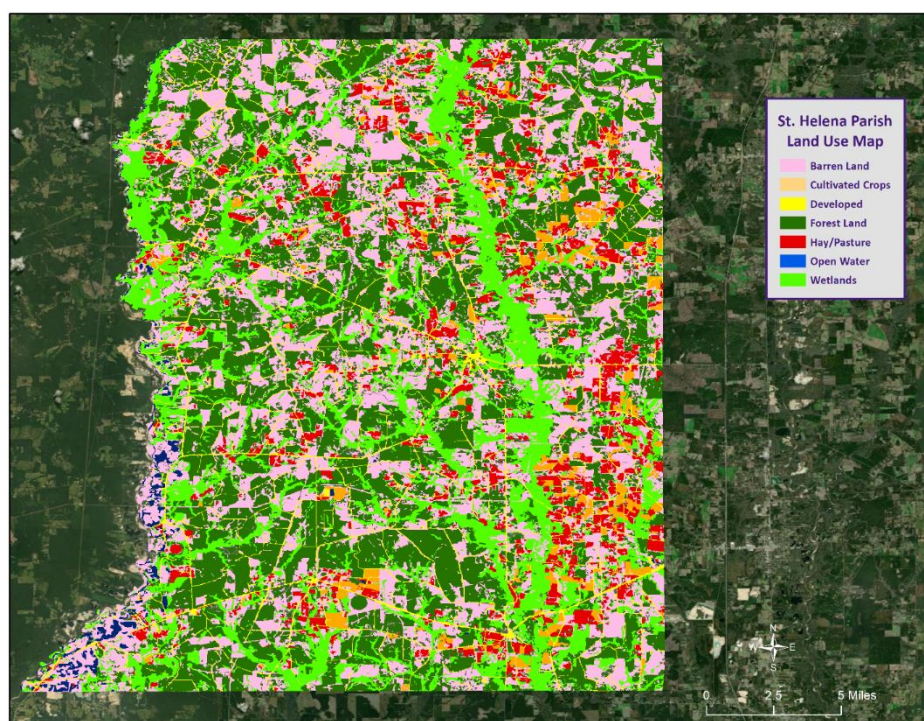 St. Helena Parish
Land Use Map
Barren Land
Cultivated Crops
Developed
Forest Land
Hay/Pasture
Open Water
Wetlands
N
W E
S
0 2.5 5 Miles